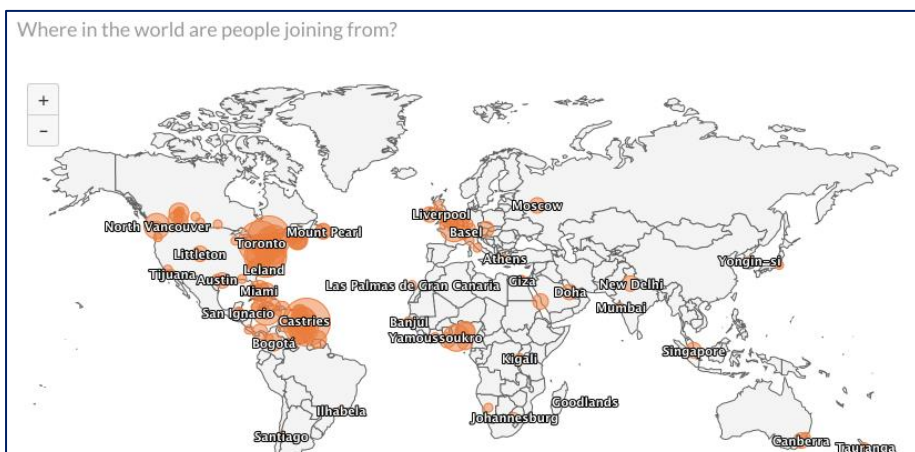 Where in the world are people joining from?
+
-
North Vancouver
Toronto
Mount Pearl
Littleton
Leland
Tijuana
Austin
Miami
San Ignacio
Castries
Bogotá
Ilhabela
Santiago
Liverpool
Moscow
Basel
Athens
Las Palmas de Gran Canaria
Giza
Doha
New Delhi
Mumbai
Yongin-si
Banjul
Yamoussoukro
Kigali
Singapore
Goodlands
Johannesburg
Canberra
Tauranga